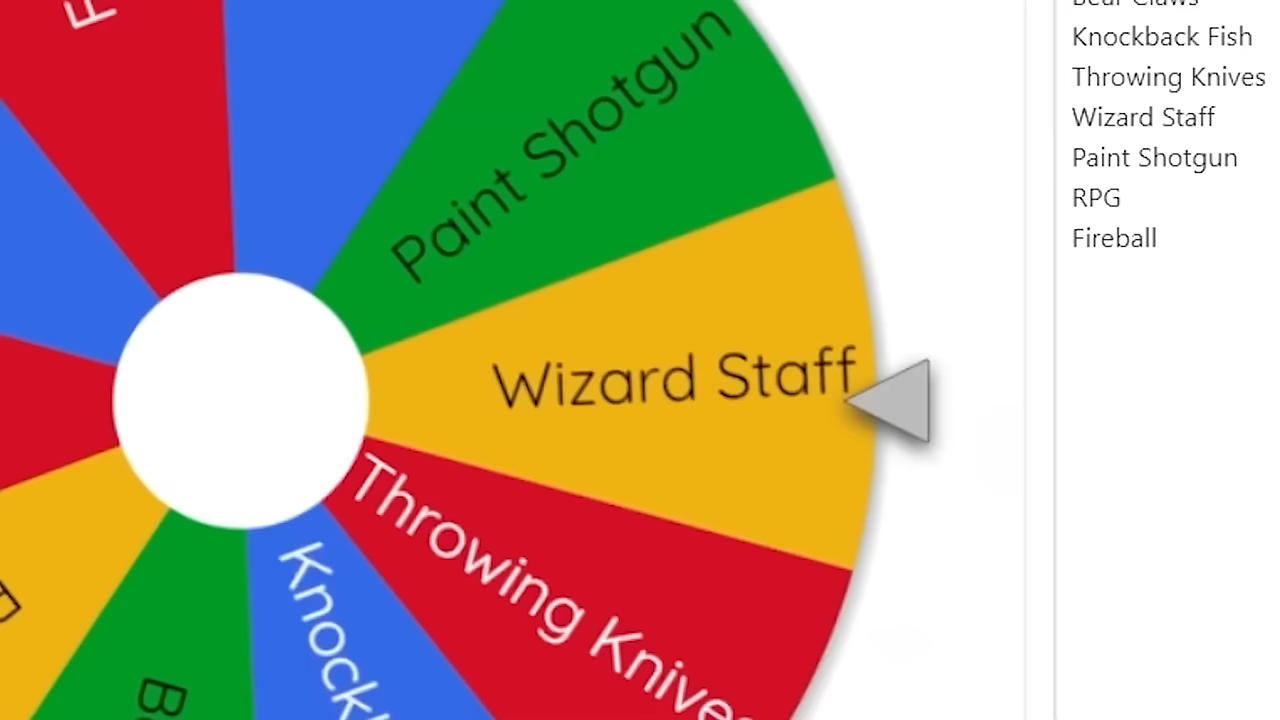 Paint Shotgun
Wizard Staff
Throwing Knives
Knockback Fish
Throwing Knives
Wizard Staff
Paint Shotgun
RPG
Fireball